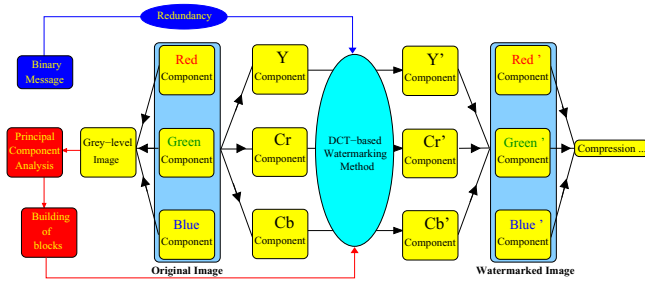 Redundancy
Binary
Message
Red
Component
Y
Component
Y’
Component
Red ’
Component
Principal
Component
Analysis
Grey−level
Image
Green
Component
Cr
Component
DCT−based
Watermarking
Method
Cr’
Component
Green ’
Component
Compression ...
Building
of blocks
Blue
Component
Cb
Component
Cb’
Component
Blue ’
Component
Original Image
Watermarked Image